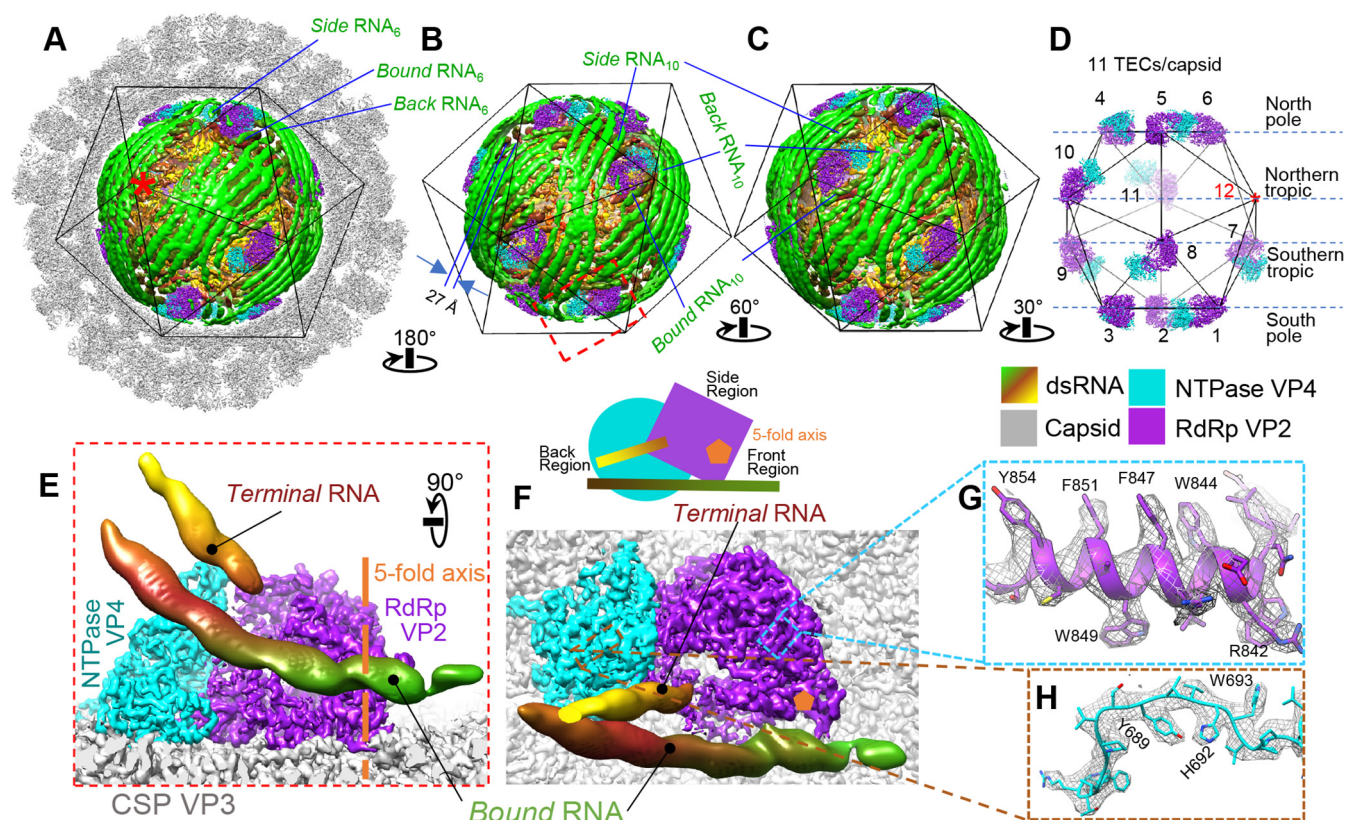 A
Side RNA6
Bound RNA6
Back RNA6
180°
B
Side RNA10
Back RNA10
Bound RNA10
27 Å
60°
C
30°
D
11 TECs/capsid
4
5
6
North
pole
10
11
12
Northern
tropic
7
8
9
Southern
tropic
3
2
1
South
pole
dsRNA
NTPase VP4
Capsid
RdRp VP2
Side
Region
Back
Region
5-fold axis
Front
Region
E
Terminal RNA
90°
5-fold axis
NTPase
VP4
RdRp
VP2
CSP VP3
Bound RNA
F
Terminal RNA
G
Y854
F851
F847
W844
W849
R842
H
W693
Y689
H692